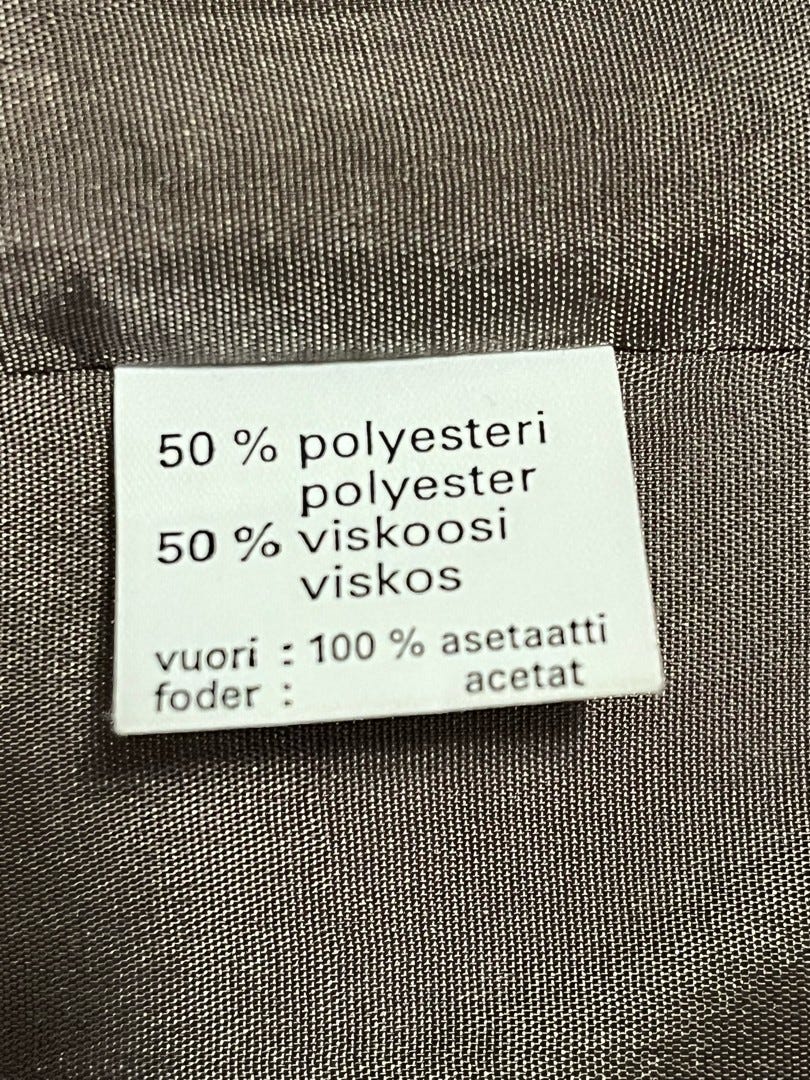 50 % polyesteri
polyester
50 % viskoosi
viskos
vuori : 100 % asetaatti
foder : acetat